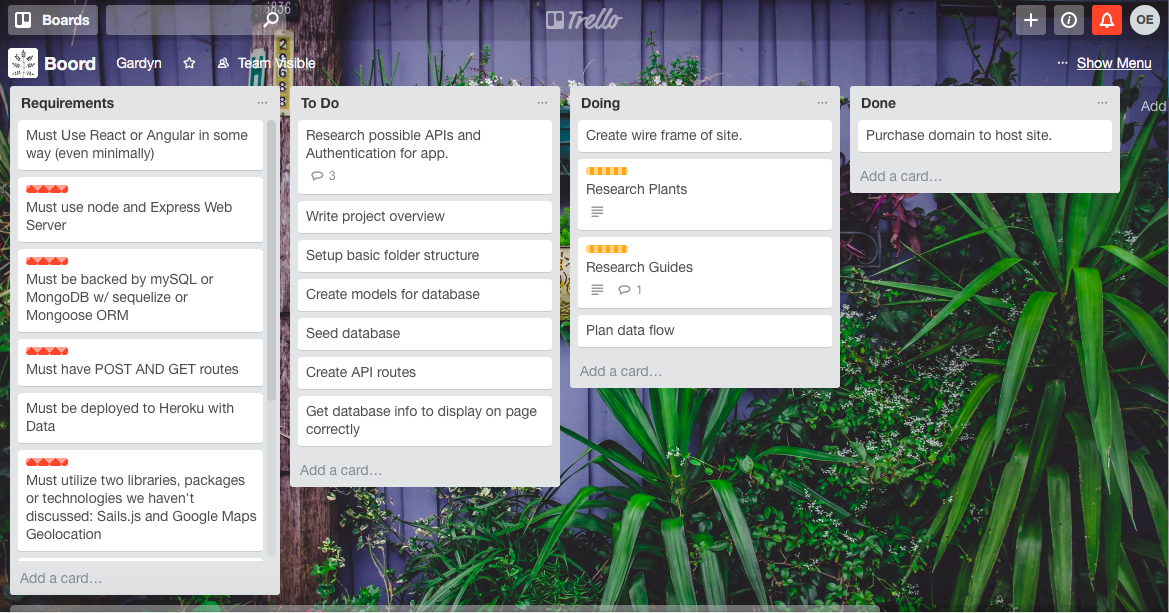 Boards
Trello
OE
Boord
Gardyn
Team Visible
... Show Menu
Requirements
Must Use React or Angular in some
way (even minimally)
Must use node and Express Web
Server
Must be backed by mySQL or
MongoDB w/ sequelize or
Mongoose ORM
Must have POST AND GET routes
Must be deployed to Heroku with
Data
Must utilize two libraries, packages
or technologies we haven't
discussed: Sails.js and Google Maps
Geolocation
Add a card…
To Do
Research possible APIs and
Authentication for app.
3
Write project overview
Setup basic folder structure
Create models for database
Seed database
Create API routes
Get database info to display on page
correctly
Add a card…
Doing
Create wire frame of site.
Research Plants
Research Guides
1
Plan data flow
Add a card…
Done
Purchase domain to host site.
Add a card…
Add